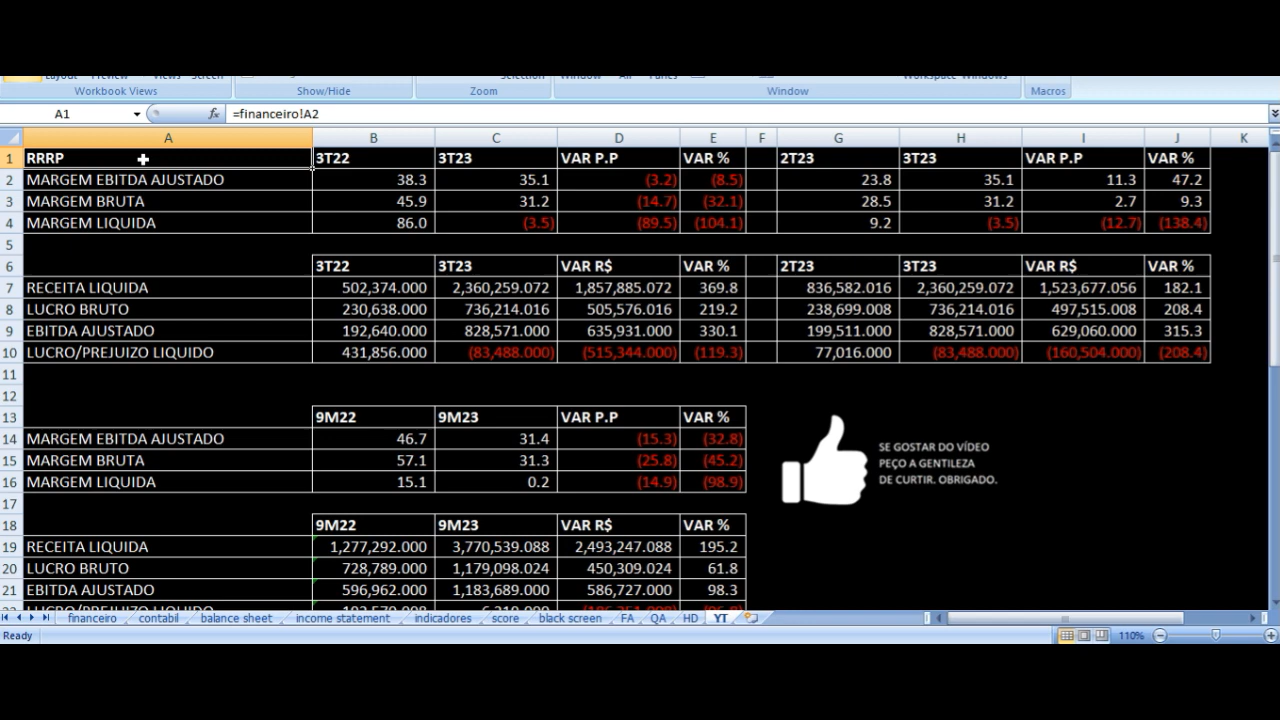 Workbook Views Show/Hide Zoom Window Macros
A1 fx =financeiro!A2
A B C D E F G H I J K
1 RRRP 3T22 3T23 VAR P.P VAR % 2T23 3T23 VAR P.P VAR %
2 MARGEM EBITDA AJUSTADO 38.3 35.1 (3.2) (8.5) 23.8 35.1 11.3 47.2
3 MARGEM BRUTA 45.9 31.2 (14.7) (32.1) 28.5 31.2 2.7 9.3
4 MARGEM LIQUIDA 86.0 (3.5) (89.5) (104.1) 9.2 (3.5) (12.7) (138.4)
5
6 3T22 3T23 VAR R$ VAR % 2T23 3T23 VAR R$ VAR %
7 RECEITA LIQUIDA 502,374.000 2,360,259.072 1,857,885.072 369.8 836,582.016 2,360,259.072 1,523,677.056 182.1
8 LUCRO BRUTO 230,638.000 736,214.016 505,576.016 219.2 238,699.008 736,214.016 497,515.008 208.4
9 EBITDA AJUSTADO 192,640.000 828,571.000 635,931.000 330.1 199,511.000 828,571.000 629,060.000 315.3
10 LUCRO/PREJUIZO LIQUIDO 431,856.000 (83,488.000) (515,344.000) (119.3) 77,016.000 (83,488.000) (160,504.000) (208.4)
11
12
13 9M22 9M23 VAR P.P VAR %
14 MARGEM EBITDA AJUSTADO 46.7 31.4 (15.3) (32.8)
15 MARGEM BRUTA 57.1 31.3 (25.8) (45.2)
16 MARGEM LIQUIDA 15.1 0.2 (14.9) (98.9)
SE GOSTAR DO VÍDEO
PEÇO A GENTILEZA
DE CURTIR. OBRIGADO.
17
18 9M22 9M23 VAR R$ VAR %
19 RECEITA LIQUIDA 1,277,292.000 3,770,539.088 2,493,247.088 195.2
20 LUCRO BRUTO 728,789.000 1,179,098.024 450,309.024 61.8
21 EBITDA AJUSTADO 596,962.000 1,183,689.000 586,727.000 98.3
LUCRO/PREJUIZO LIQUIDO
financeiro contabil balance sheet income statement indicadores score black screen FA QA HD YT
Ready 110%